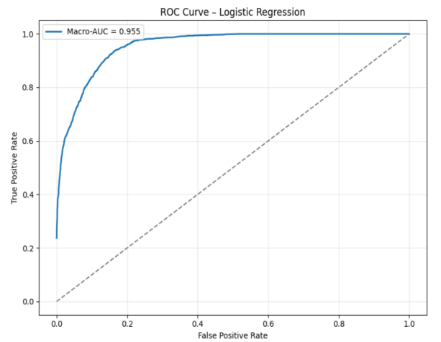 ROC Curve – Logistic Regression
Macro-AUC = 0.955
True Positive Rate
1.0
0.8
0.6
0.4
0.2
0.0
0.0 0.2 0.4 0.6 0.8 1.0
False Positive Rate